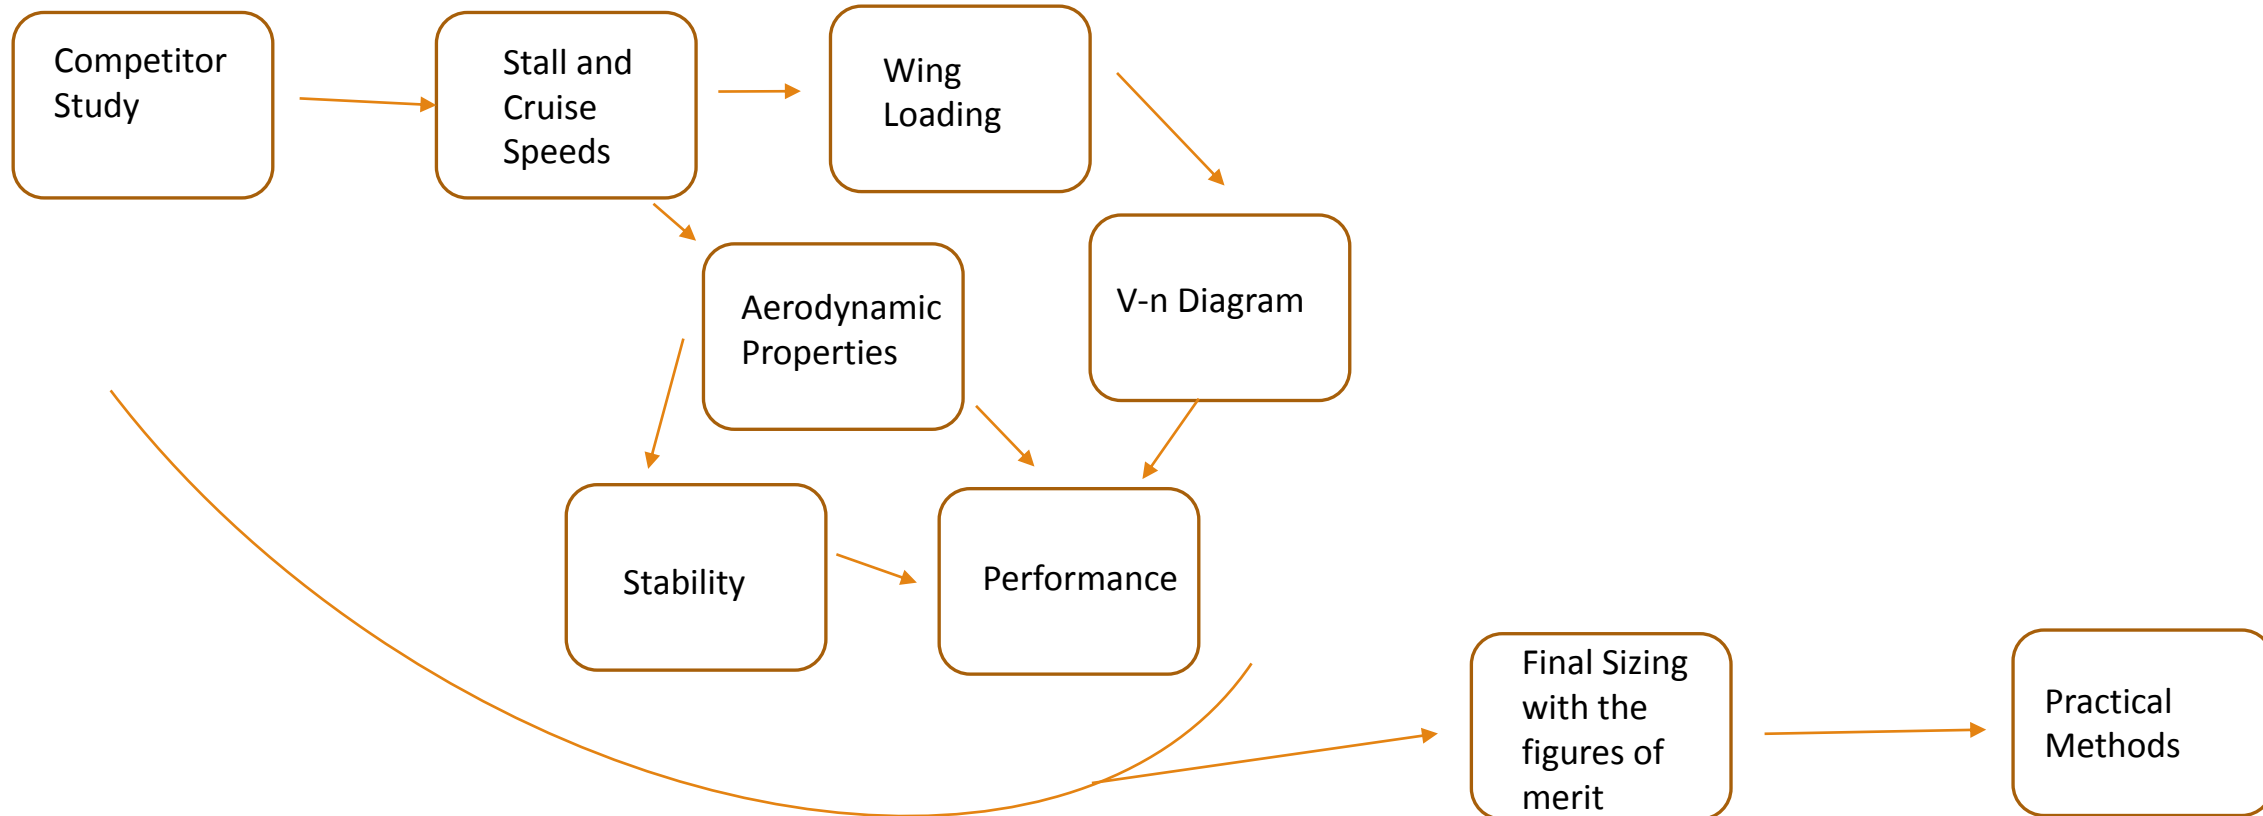 Competitor
Study
Stall and
Cruise
Speeds
Wing
Loading
Aerodynamic
Properties
V-n Diagram
Stability
Performance
Final Sizing
with the
figures of
merit
Practical
Methods